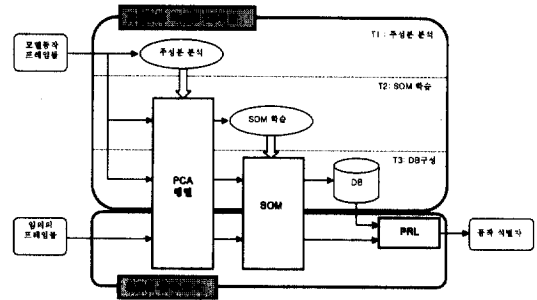 T1 : 주성분 분석
모델동작
프레임들
주성분 분석
T2: SOM 학습
SOM 학습
T3: DB구성
PCA
행렬
DB
SOM
임의의
프레임들
PRL
동작 식별자